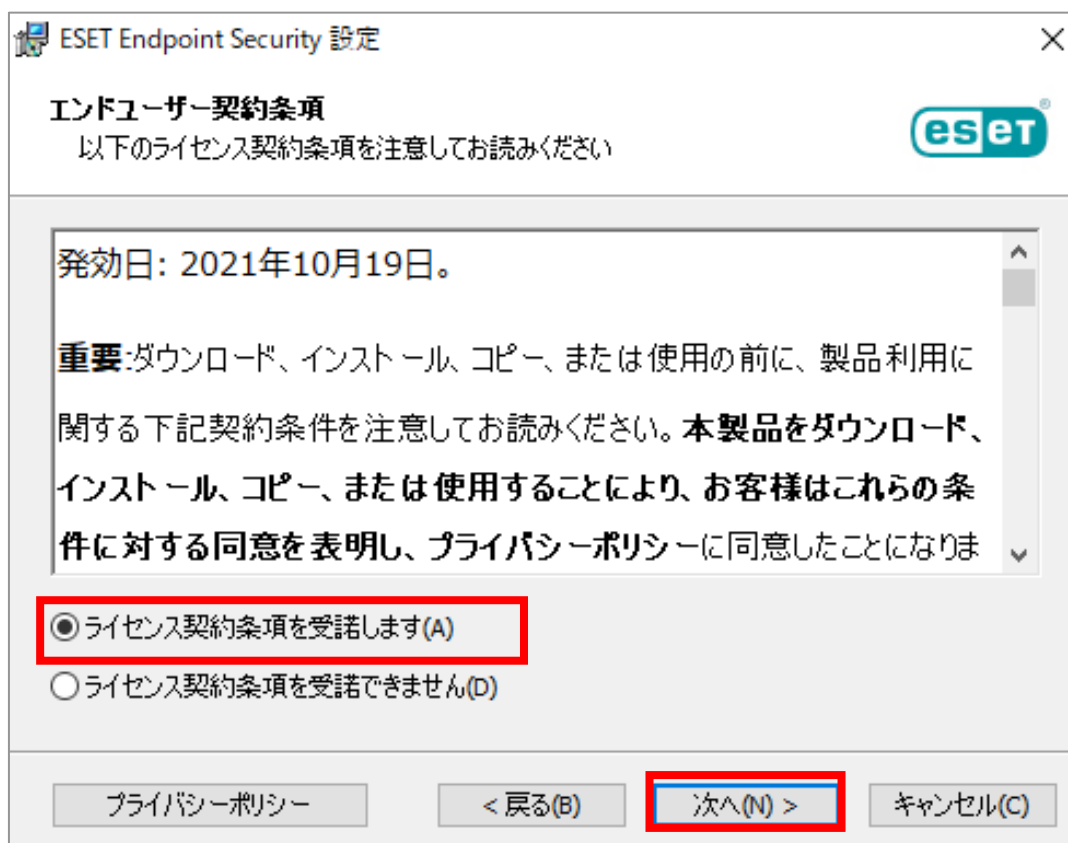 ESET Endpoint Security 設定
エンドユーザー契約条項
以下のライセンス契約条項を注意してお読みください
eseT
発効日: 2021年10月19日。
重要:ダウンロード、インストール、コピー、または使用の前に、製品利用に
関する下記契約条件を注意してお読みください。本製品をダウンロード、
インストール、コピー、または使用することにより、お客様はこれらの条
件に対する同意を表明し、プライバシーポリシーに同意したことになりま
ライセンス契約条項を受諾します(A)
ライセンス契約条項を受諾できません(D)
プライバシーポリシー
< 戻る(B)
次へ(N) >
キャンセル(C)